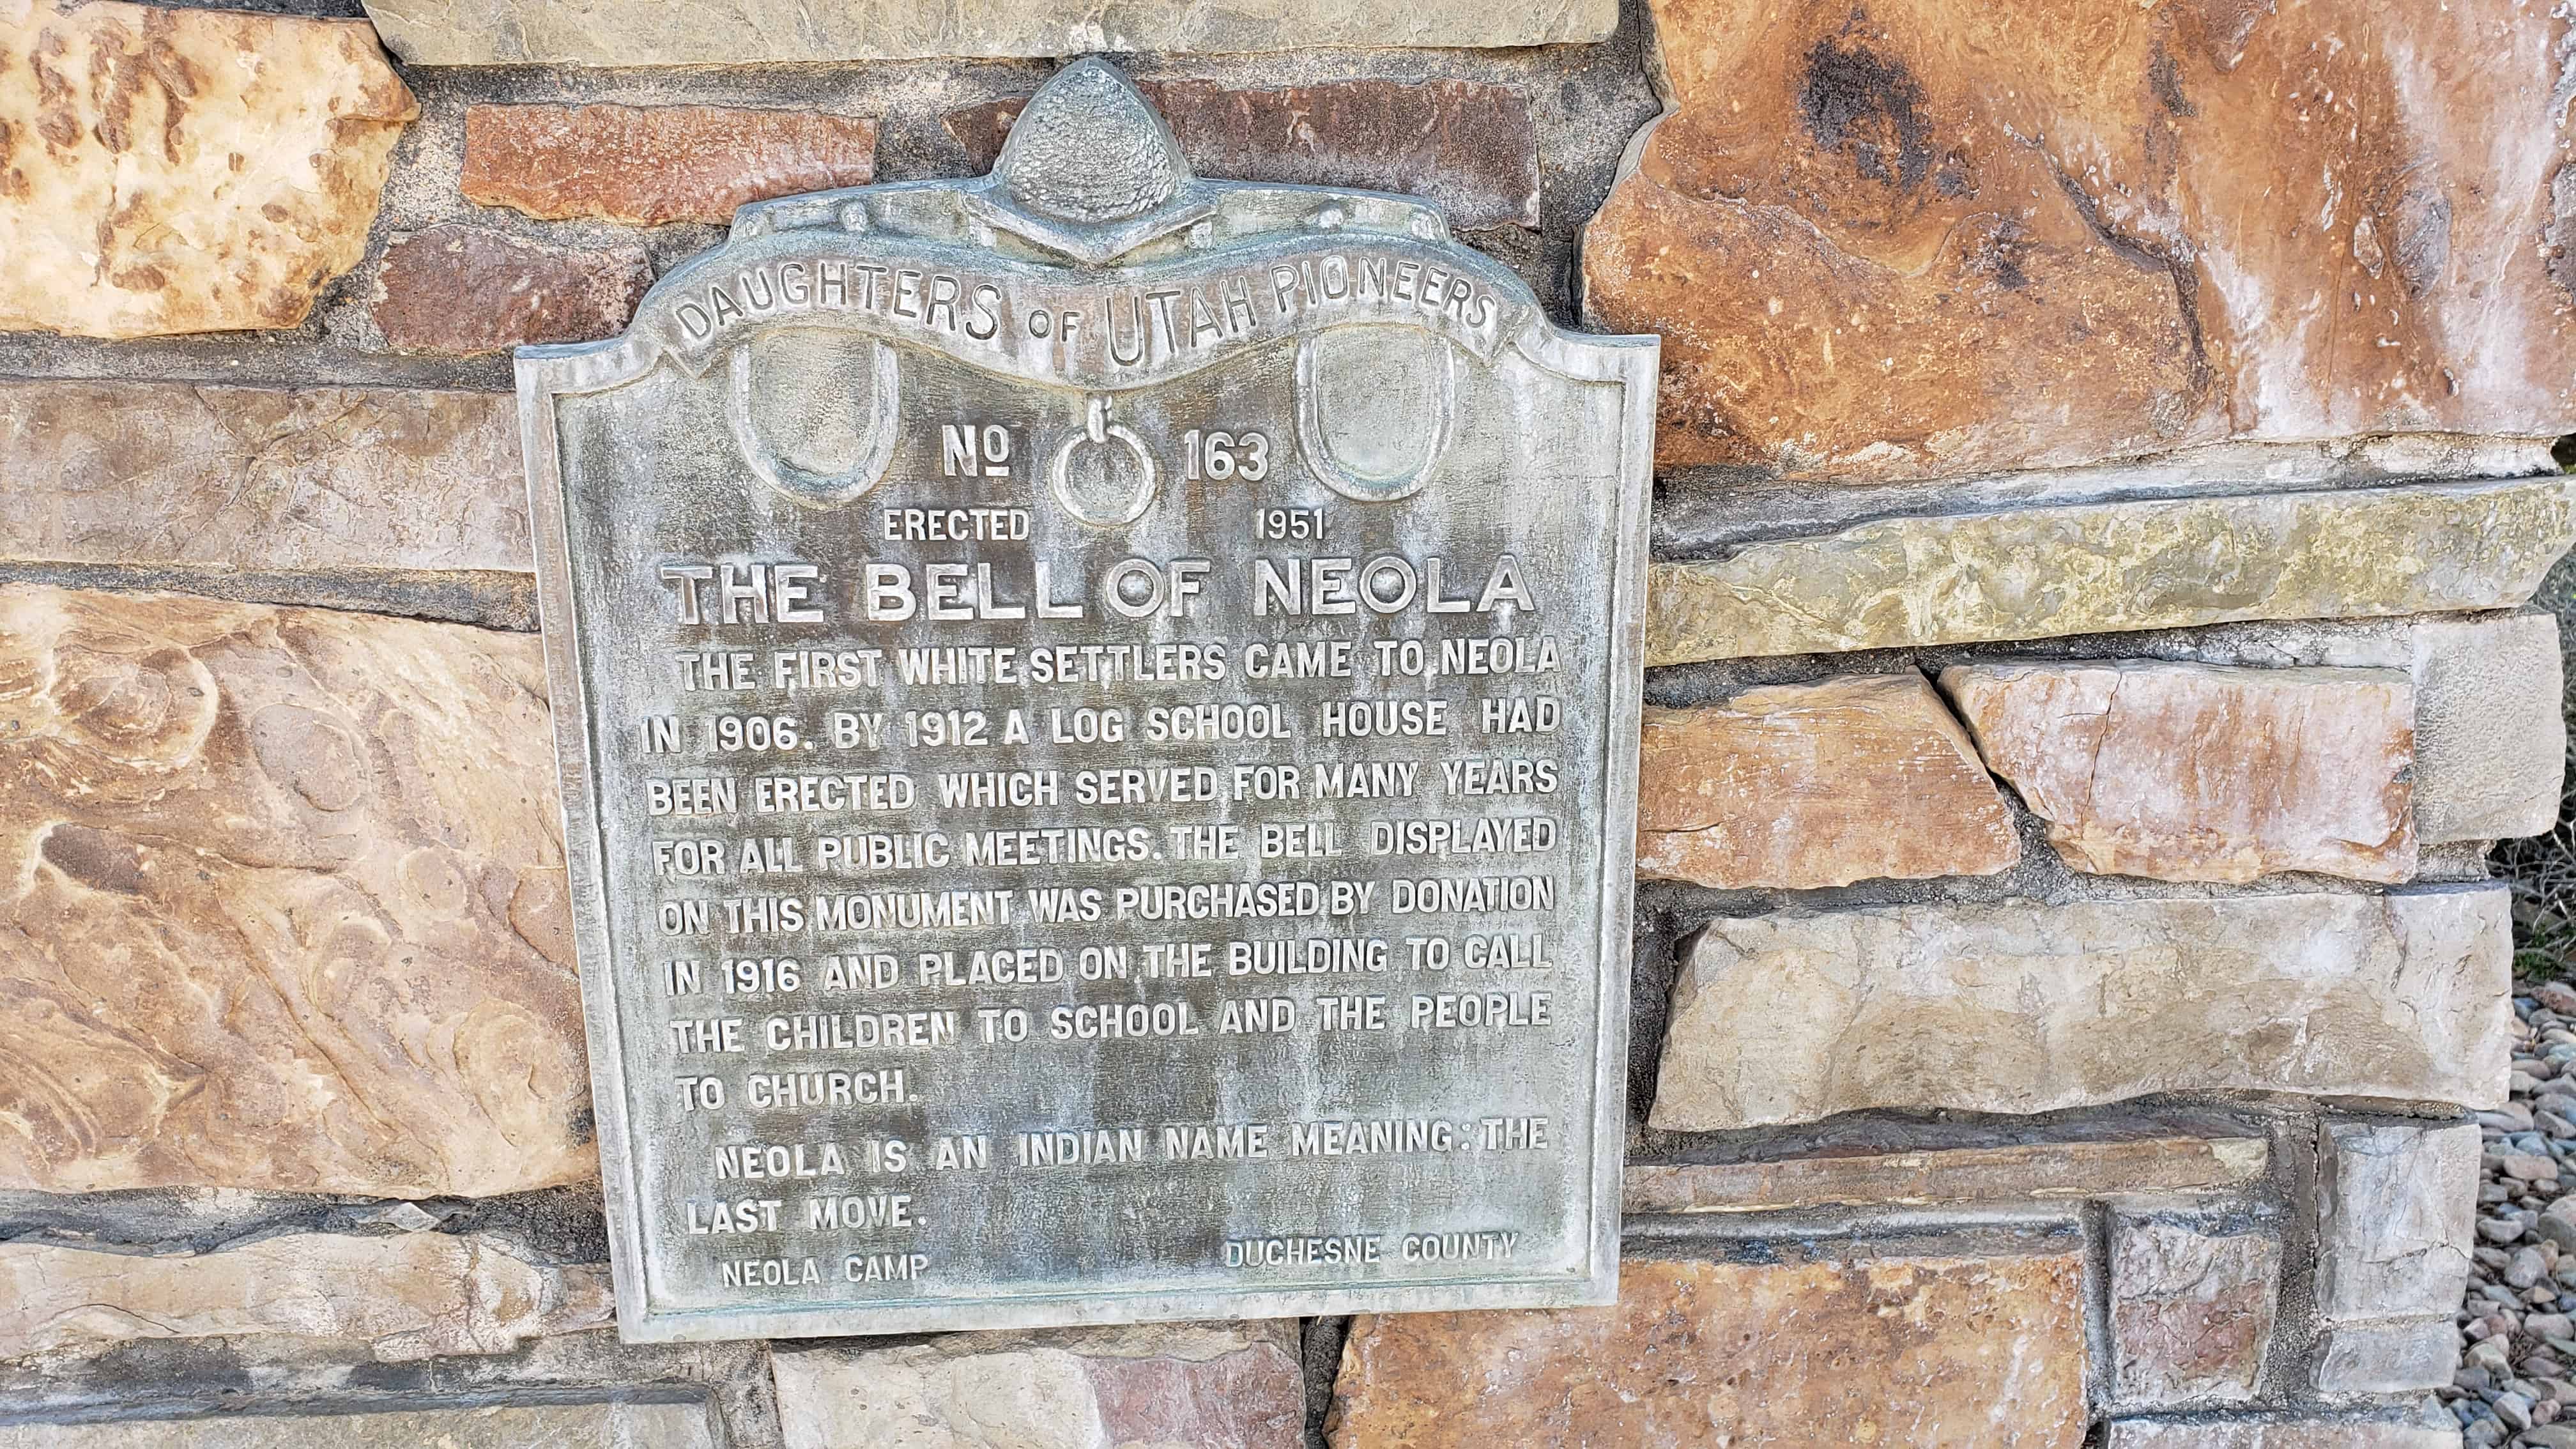 DAUGHTERS OF UTAH PIONEERS
Nº 163
ERECTED 1951
THE BELL OF NEOLA
THE FIRST WHITE SETTLERS CAME TO NEOLA
IN 1906. BY 1912 A LOG SCHOOL HOUSE HAD
BEEN ERECTED WHICH SERVED FOR MANY YEARS
FOR ALL PUBLIC MEETINGS. THE BELL DISPLAYED
ON THIS MONUMENT WAS PURCHASED BY DONATION
IN 1916 AND PLACED ON THE BUILDING TO CALL
THE CHILDREN TO SCHOOL AND THE PEOPLE
TO CHURCH.
NEOLA IS AN INDIAN NAME MEANING: THE
LAST MOVE.
NEOLA CAMP DUCHESNE COUNTY